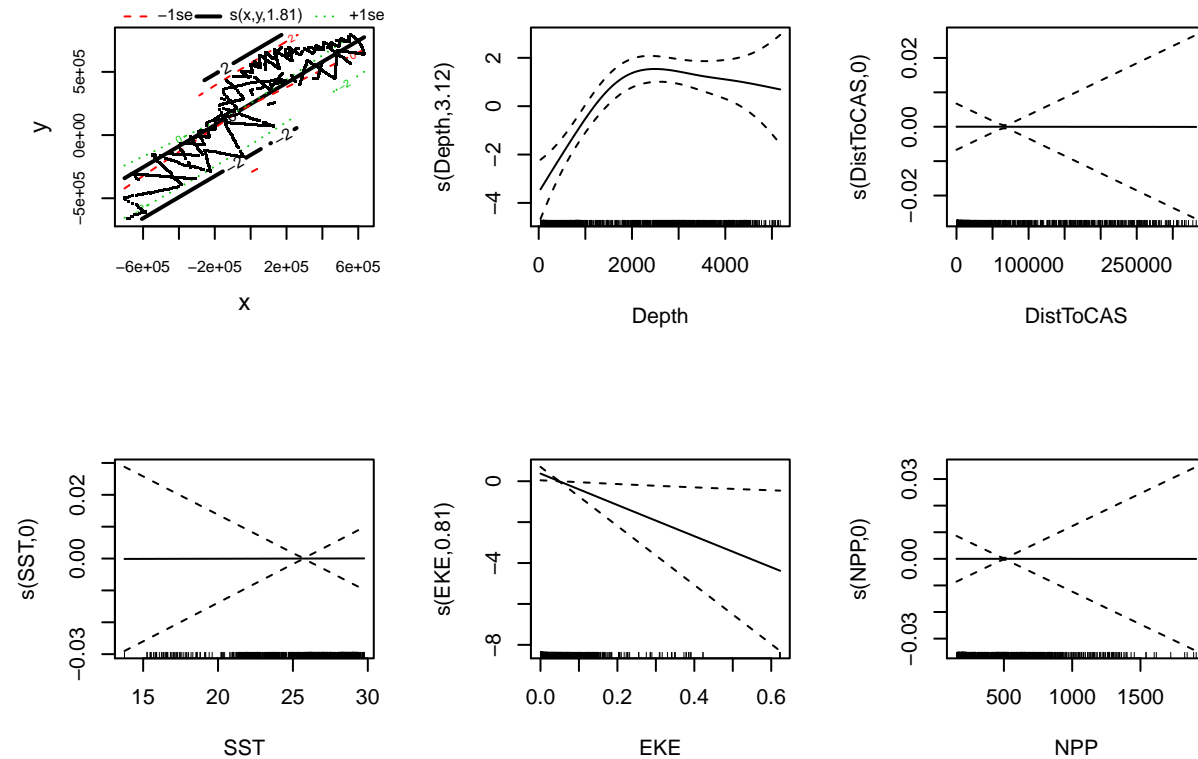 −1se s(x,y,1.81) +1se
5e+05
0e+00
−5e+05
y
−2
−2
−2
−6e+05 −2e+05 2e+05 6e+05
x
2
0
−2
−4
s(Depth,3.12)
0 2000 4000
Depth
0.02
0.00
−0.02
s(DistToCAS,0)
0 100000 250000
DistToCAS
0.02
0.00
−0.03
s(SST,0)
15 20 25 30
SST
0
−4
−8
s(EKE,0.81)
0.0 0.2 0.4 0.6
EKE
0.03
0.00
−0.03
s(NPP,0)
500 1000 1500
NPP